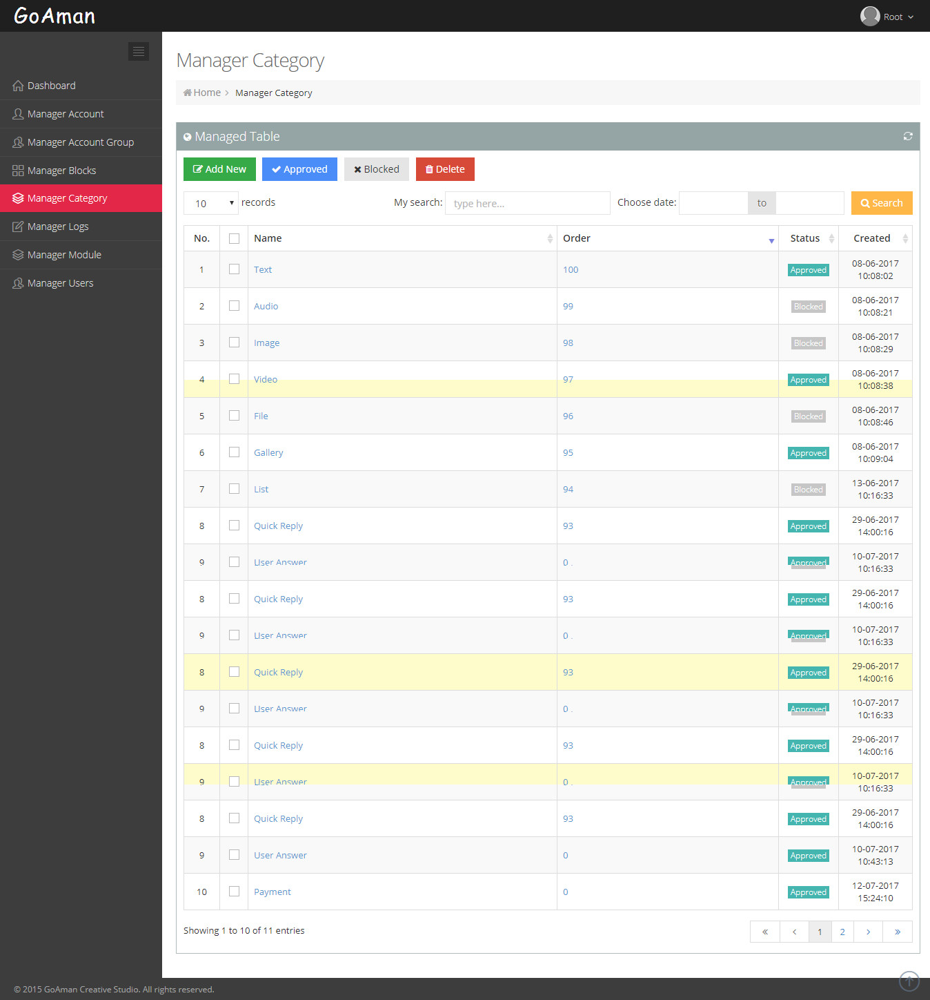 GoAman
Root
Manager Category
Dashboard
Manager Account
Manager Account Group
Manager Blocks
Manager Category
Manager Logs
Manager Module
Manager Users
Home > Manager Category
Managed Table
Add New Approved Blocked Delete
10 records My search: type here... Choose date: to Search
No. Name Order Status Created
1 Text 100 Approved 08-06-2017
10:08:02
2 Audio 99 Blocked 08-06-2017
10:08:21
3 Image 98 Blocked 08-06-2017
10:08:29
4 Video 97 Approved 08-06-2017
10:08:38
5 File 96 Blocked 08-06-2017
10:08:46
6 Gallery 95 Approved 08-06-2017
10:09:04
7 List 94 Blocked 13-06-2017
10:16:33
8 Quick Reply 93 Approved 29-06-2017
14:00:16
9 User Answer 0 . Approved 10-07-2017
10:16:33
8 Quick Reply 93 Approved 29-06-2017
14:00:16
9 User Answer 0 . Approved 10-07-2017
10:16:33
8 Quick Reply 93 Approved 29-06-2017
14:00:16
9 User Answer 0 . Approved 10-07-2017
10:16:33
8 Quick Reply 93 Approved 29-06-2017
14:00:16
9 User Answer 0 . Approved 10-07-2017
10:16:33
8 Quick Reply 93 Approved 29-06-2017
14:00:16
9 User Answer 0 Approved 10-07-2017
10:43:13
10 Payment 0 Approved 12-07-2017
15:24:10
Showing 1 to 10 of 11 entries « ‹ 1 2 › »
© 2015 GoAman Creative Studio. All rights reserved.